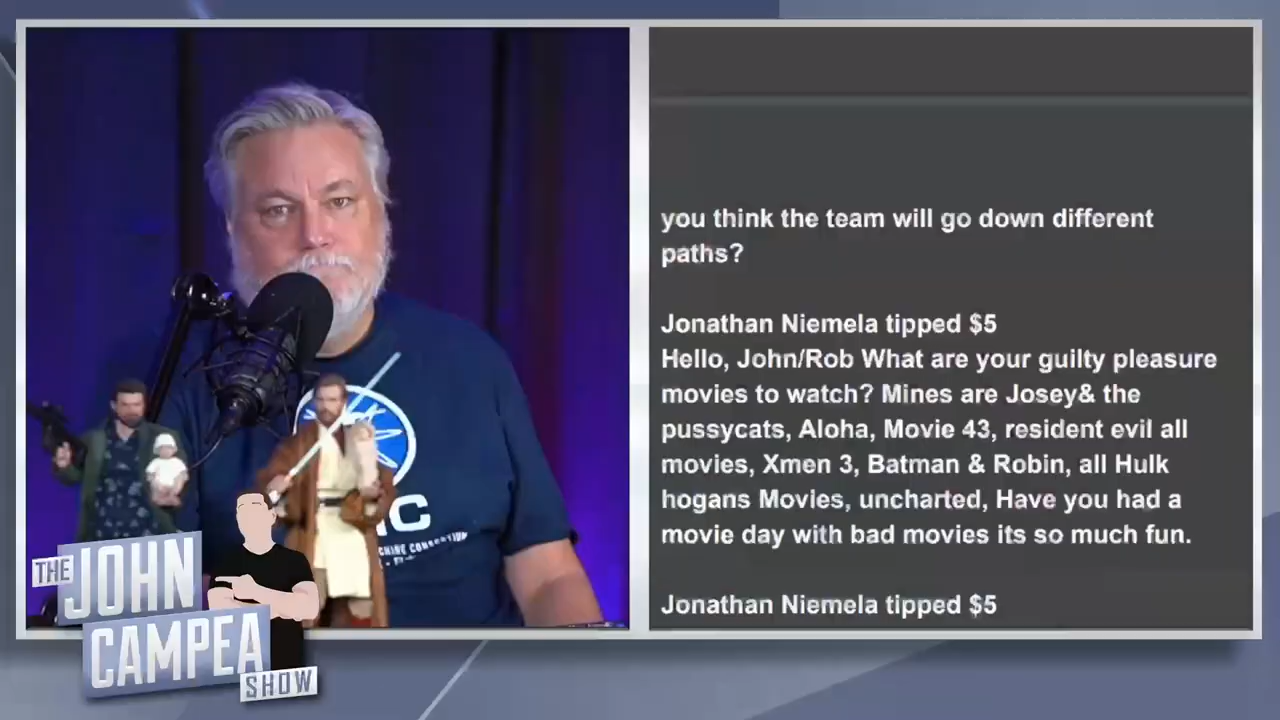 you think the team will go down different
paths?
Jonathan Niemela tipped $5
Hello, John/Rob What are your guilty pleasure
movies to watch? Mines are Josey& the
pussycats, Aloha, Movie 43, resident evil all
movies, Xmen 3, Batman & Robin, all Hulk
hogans Movies, uncharted, Have you had a
movie day with bad movies its so much fun.
Jonathan Niemela tipped $5
THE
JOHN
CAMPEA
SHOW